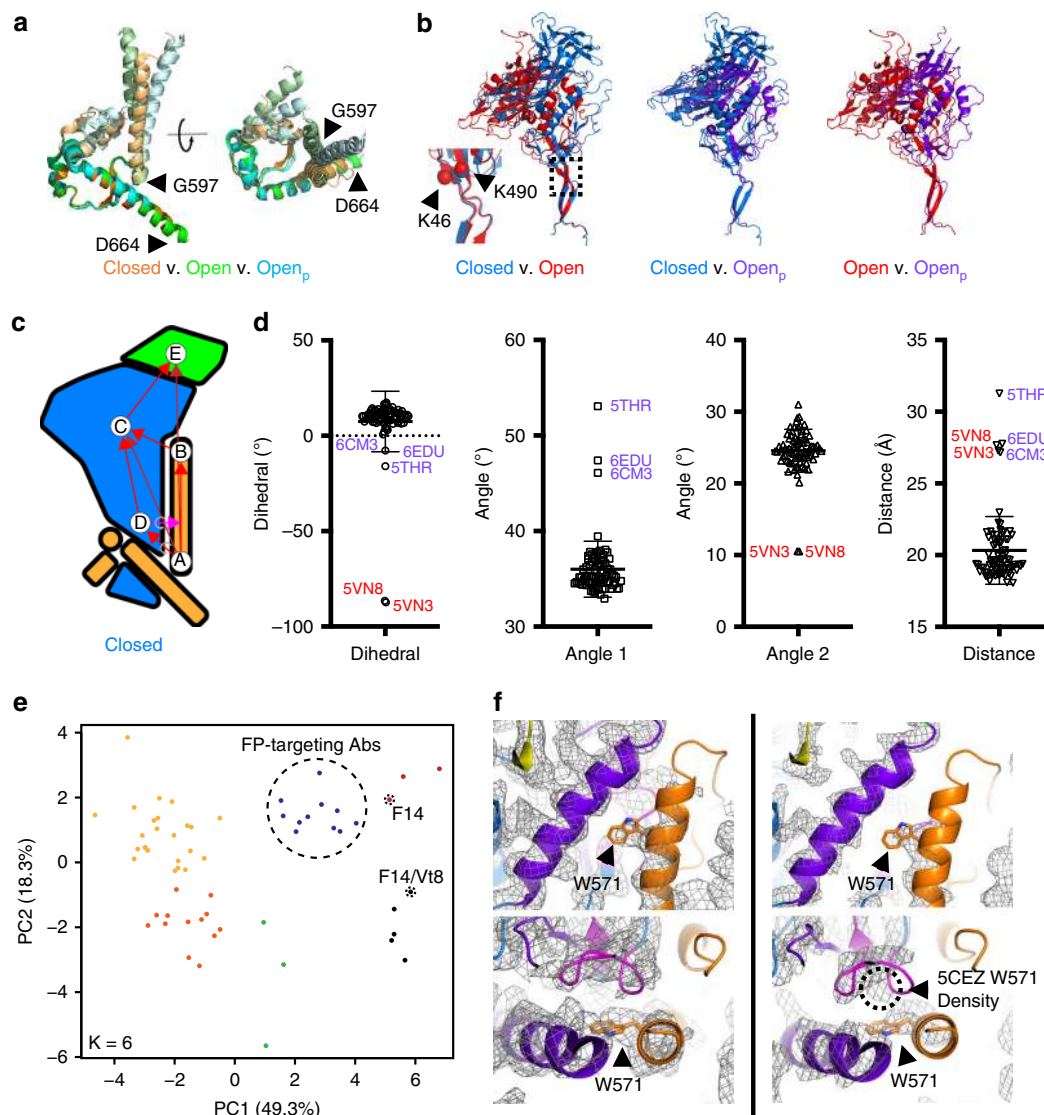 a
G597
G597
D664
D664
Closed v. Open v. Openp
b
K490
K46
Closed v. Open
Closed v. Openp
Open v. Openp
c
E
C
B
D
A
Closed
d
Dihedral (°)
50
0
−50
−100
6CM3
6EDU
5THR
5VN8
5VN3
Dihedral
Angle (°)
60
50
40
30
5THR
6EDU
6CM3
Angle 1
Angle (°)
40
30
20
10
0
5VN3
5VN8
Angle 2
Distance (Å)
35
30
25
20
15
5THR
5VN8
6EDU
5VN3
6CM3
Distance
e
PC2 (18.3%)
4
2
0
−2
−4
−6
FP-targeting Abs
F14
F14/Vt8
K = 6
−4
−2
0
2
4
6
PC1 (49.3%)
f
W571
W571
5CEZ W571
Density
W571
W571